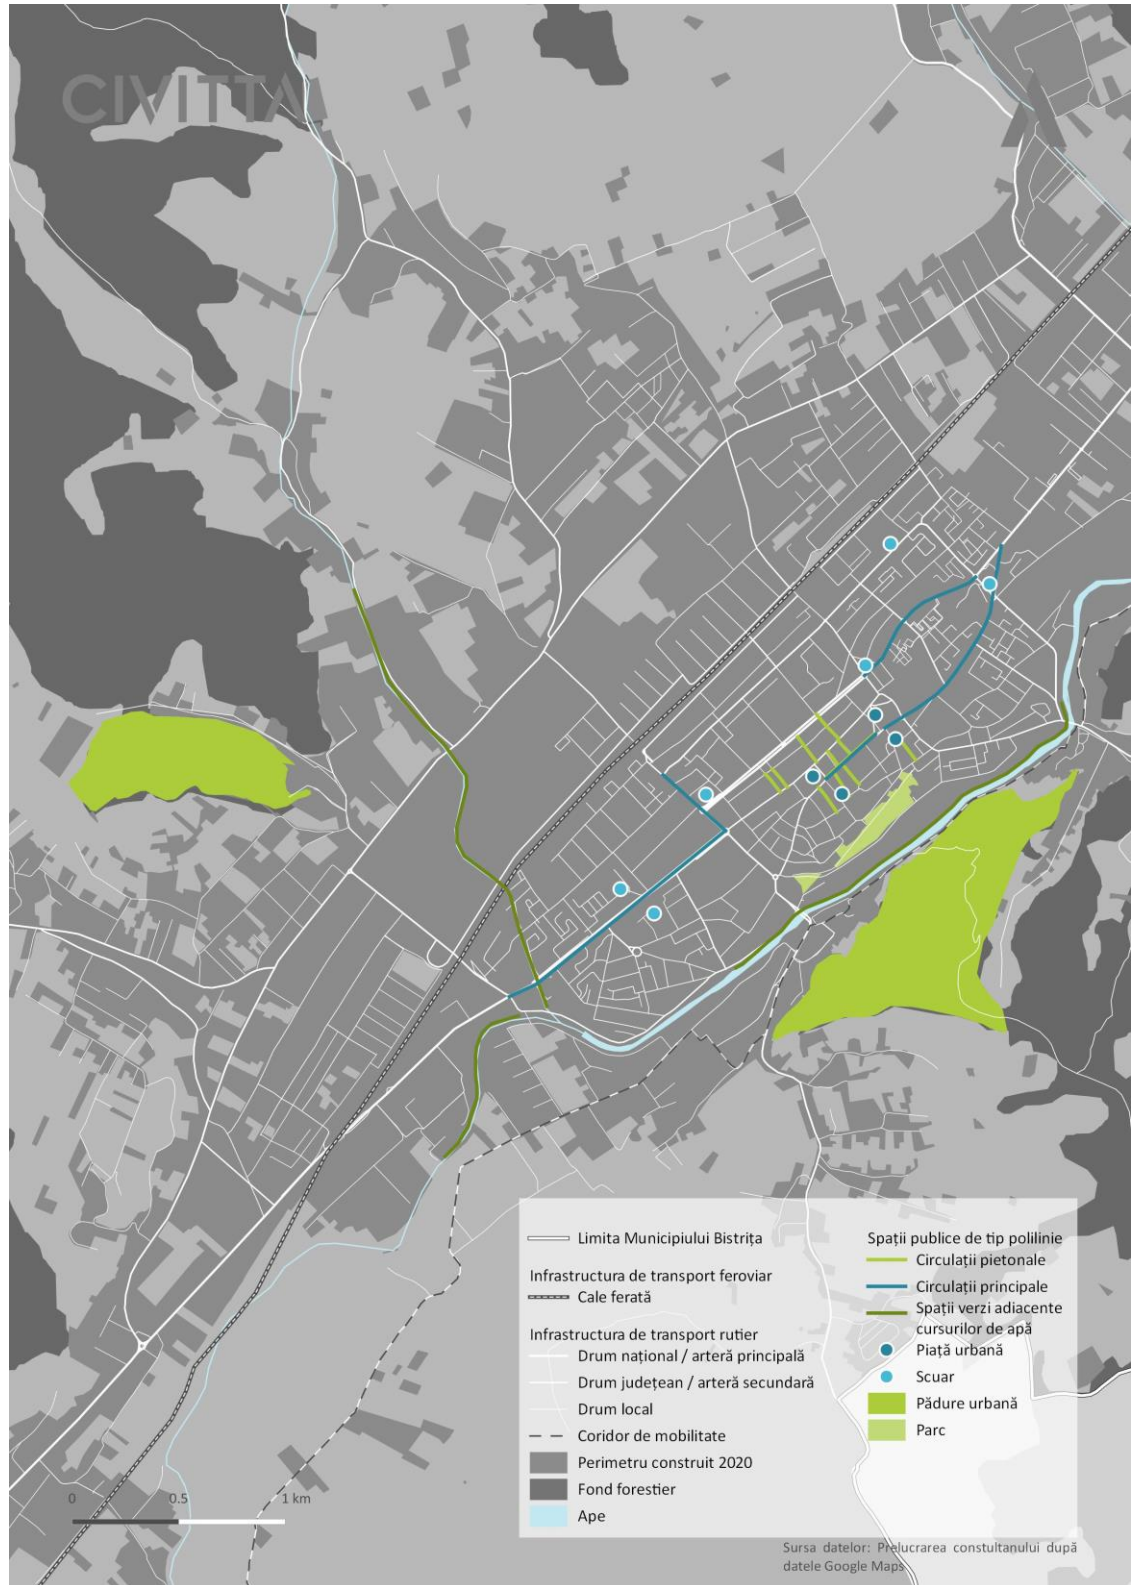 CIVITTA
Limita Municipiului Bistrița
Infrastructura de transport feroviar
Cale ferată
Infrastructura de transport rutier
Drum național / arteră principală
Drum județean / arteră secundară
Drum local
Coridor de mobilitate
Perimetru construit 2020
Fond forestier
Ape
Spații publice de tip polilinie
Circulații pietonale
Circulații principale
Spații verzi adiacente
cursurilor de apă
Piață urbană
Scuar
Pădure urbană
Parc
0 0.5 1 km
Sursa datelor: Prelucrarea constultanului după
datele Google Maps